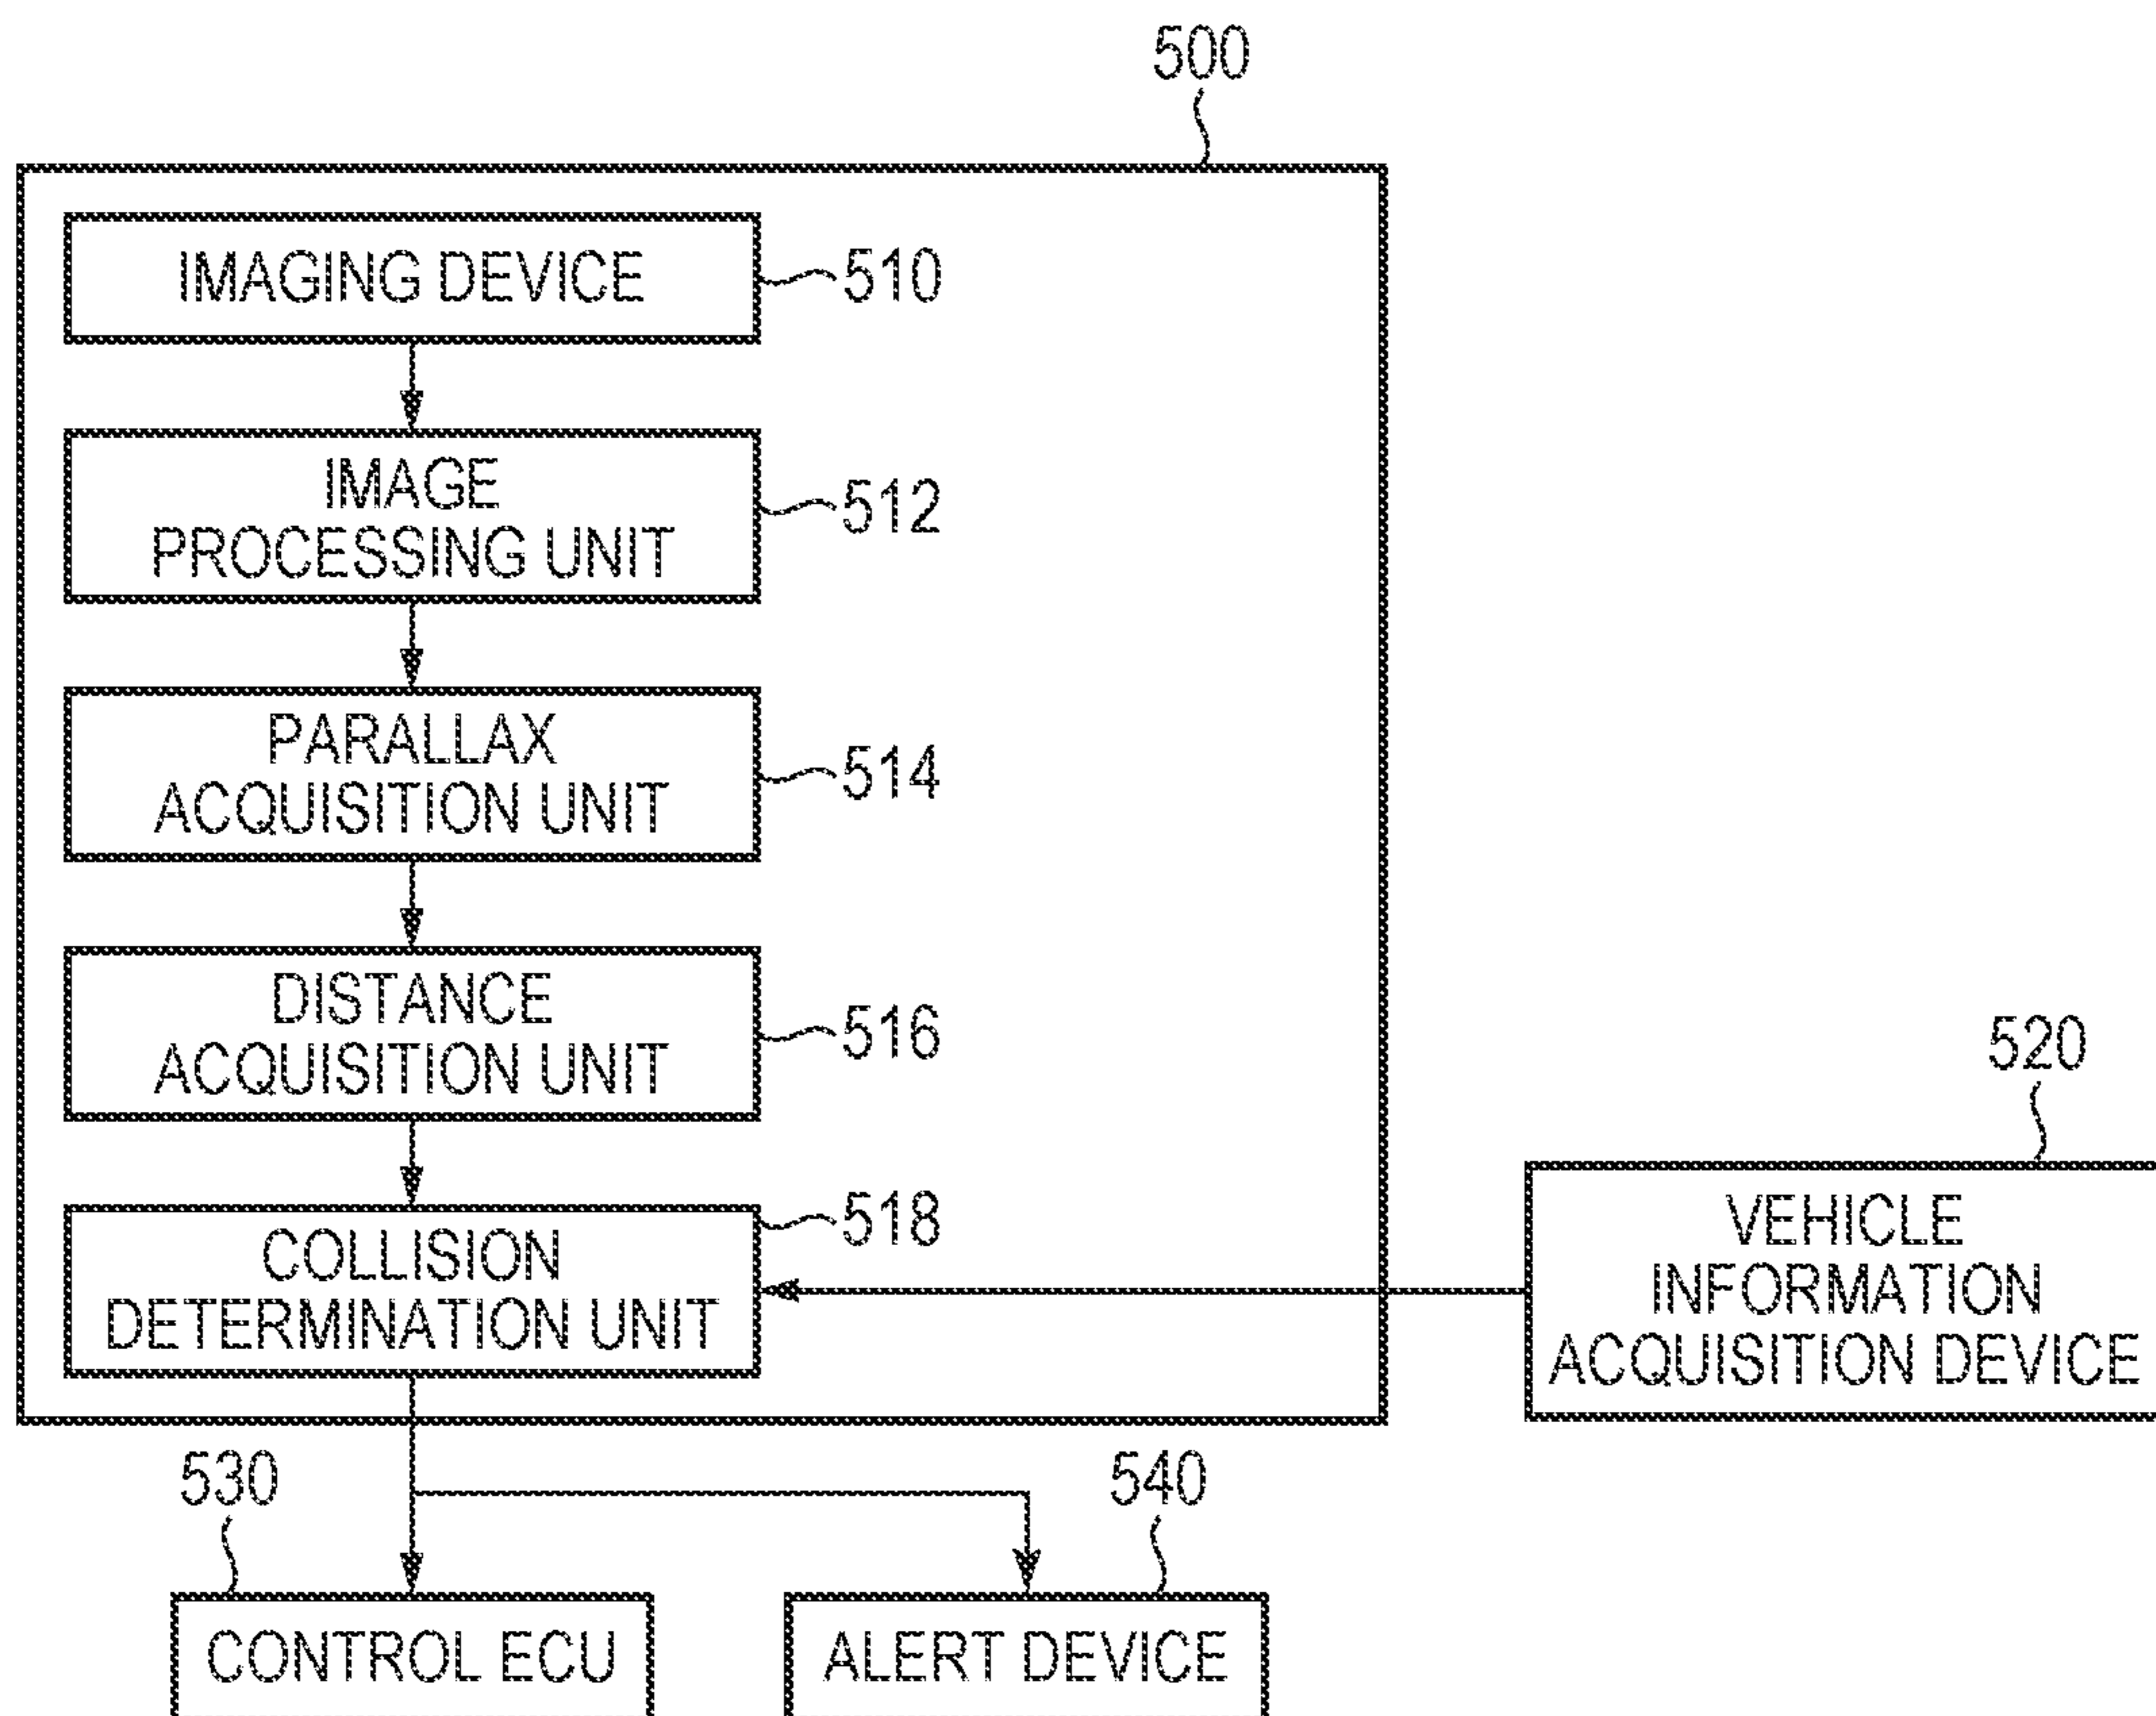 500
IMAGING DEVICE
510
IMAGE
PROCESSING UNIT
512
PARALLAX
ACQUISITION UNIT
514
DISTANCE
ACQUISITION UNIT
516
COLLISION
DETERMINATION UNIT
518
520
VEHICLE
INFORMATION
ACQUISITION DEVICE
530
CONTROL ECU
540
ALERT DEVICE